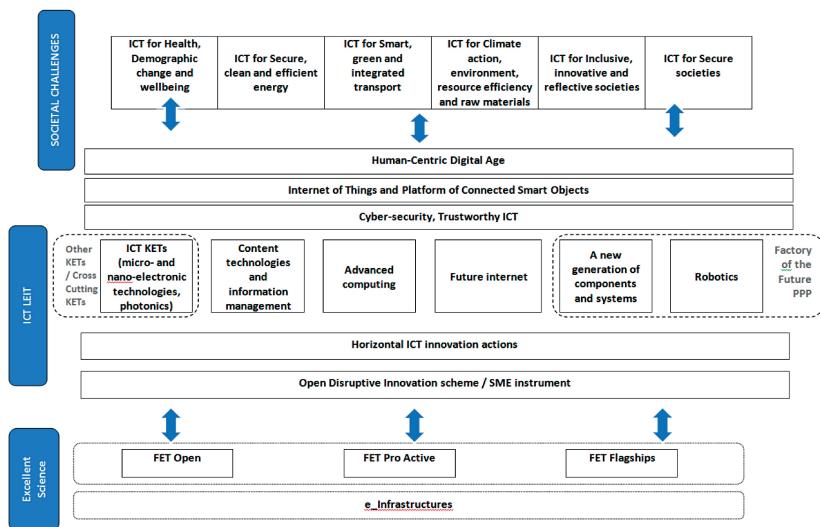 SOCIETAL CHALLENGES
ICT for Health,
Demographic
change and
wellbeing
ICT for Secure,
clean and efficient
energy
ICT for Smart,
green and
integrated
transport
ICT for Climate
action,
environment,
resource efficiency
and raw materials
ICT for Inclusive,
innovative and
reflective societies
ICT for Secure
societies
Human-Centric Digital Age
Internet of Things and Platform of Connected Smart Objects
Cyber-security, Trustworthy ICT
ICT LEIT
Other
KETs
/ Cross
Cutting
KETs
ICT KETs
(micro- and
nano-electronic
technologies,
photonics)
Content
technologies
and
information
management
Advanced
computing
Future internet
A new
generation of
components
and systems
Robotics
Factory
of the
Future
PPP
Horizontal ICT innovation actions
Open Disruptive Innovation scheme / SME instrument
Excellent
Science
FET Open
FET Pro Active
FET Flagships
e_Infrastructures